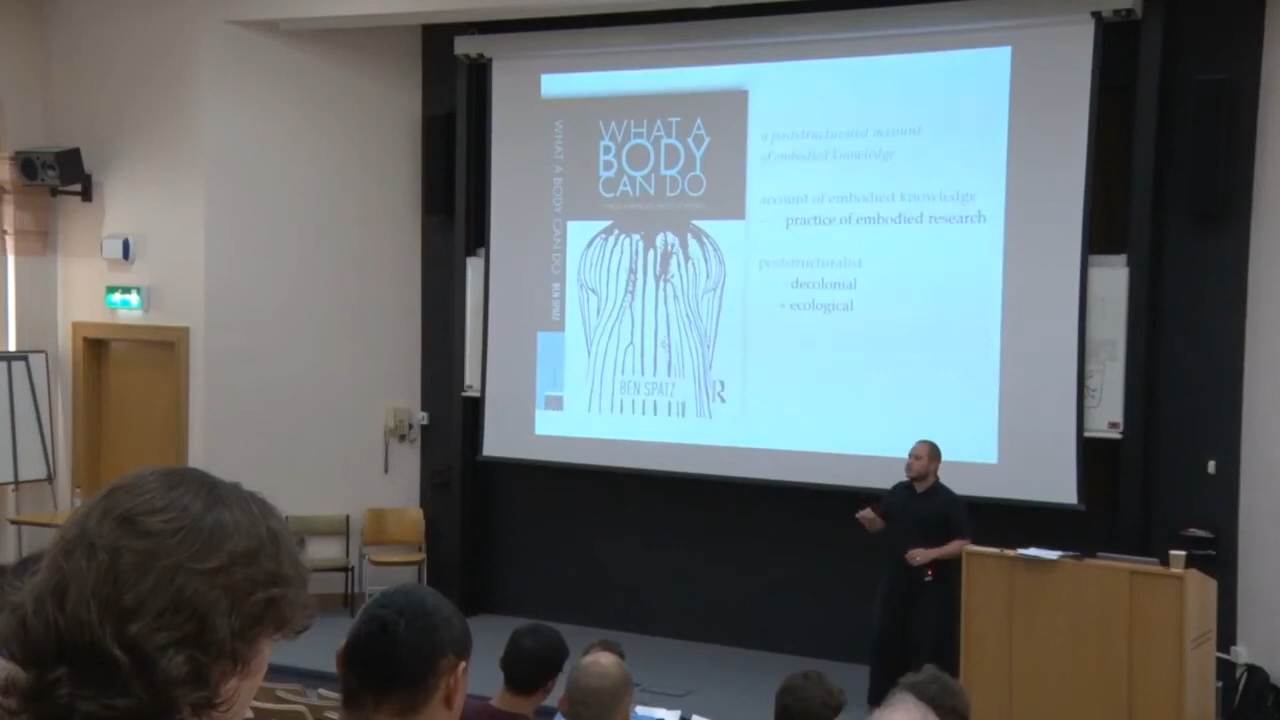 WHAT A
BODY
CAN DO
BEN SPATZ
R
WHAT A BODY CAN DO BEN SPATZ
a poststructuralist account
of embodied knowledge
account of embodied knowledge
practice of embodied research
poststructuralist
decolonial
+ ecological